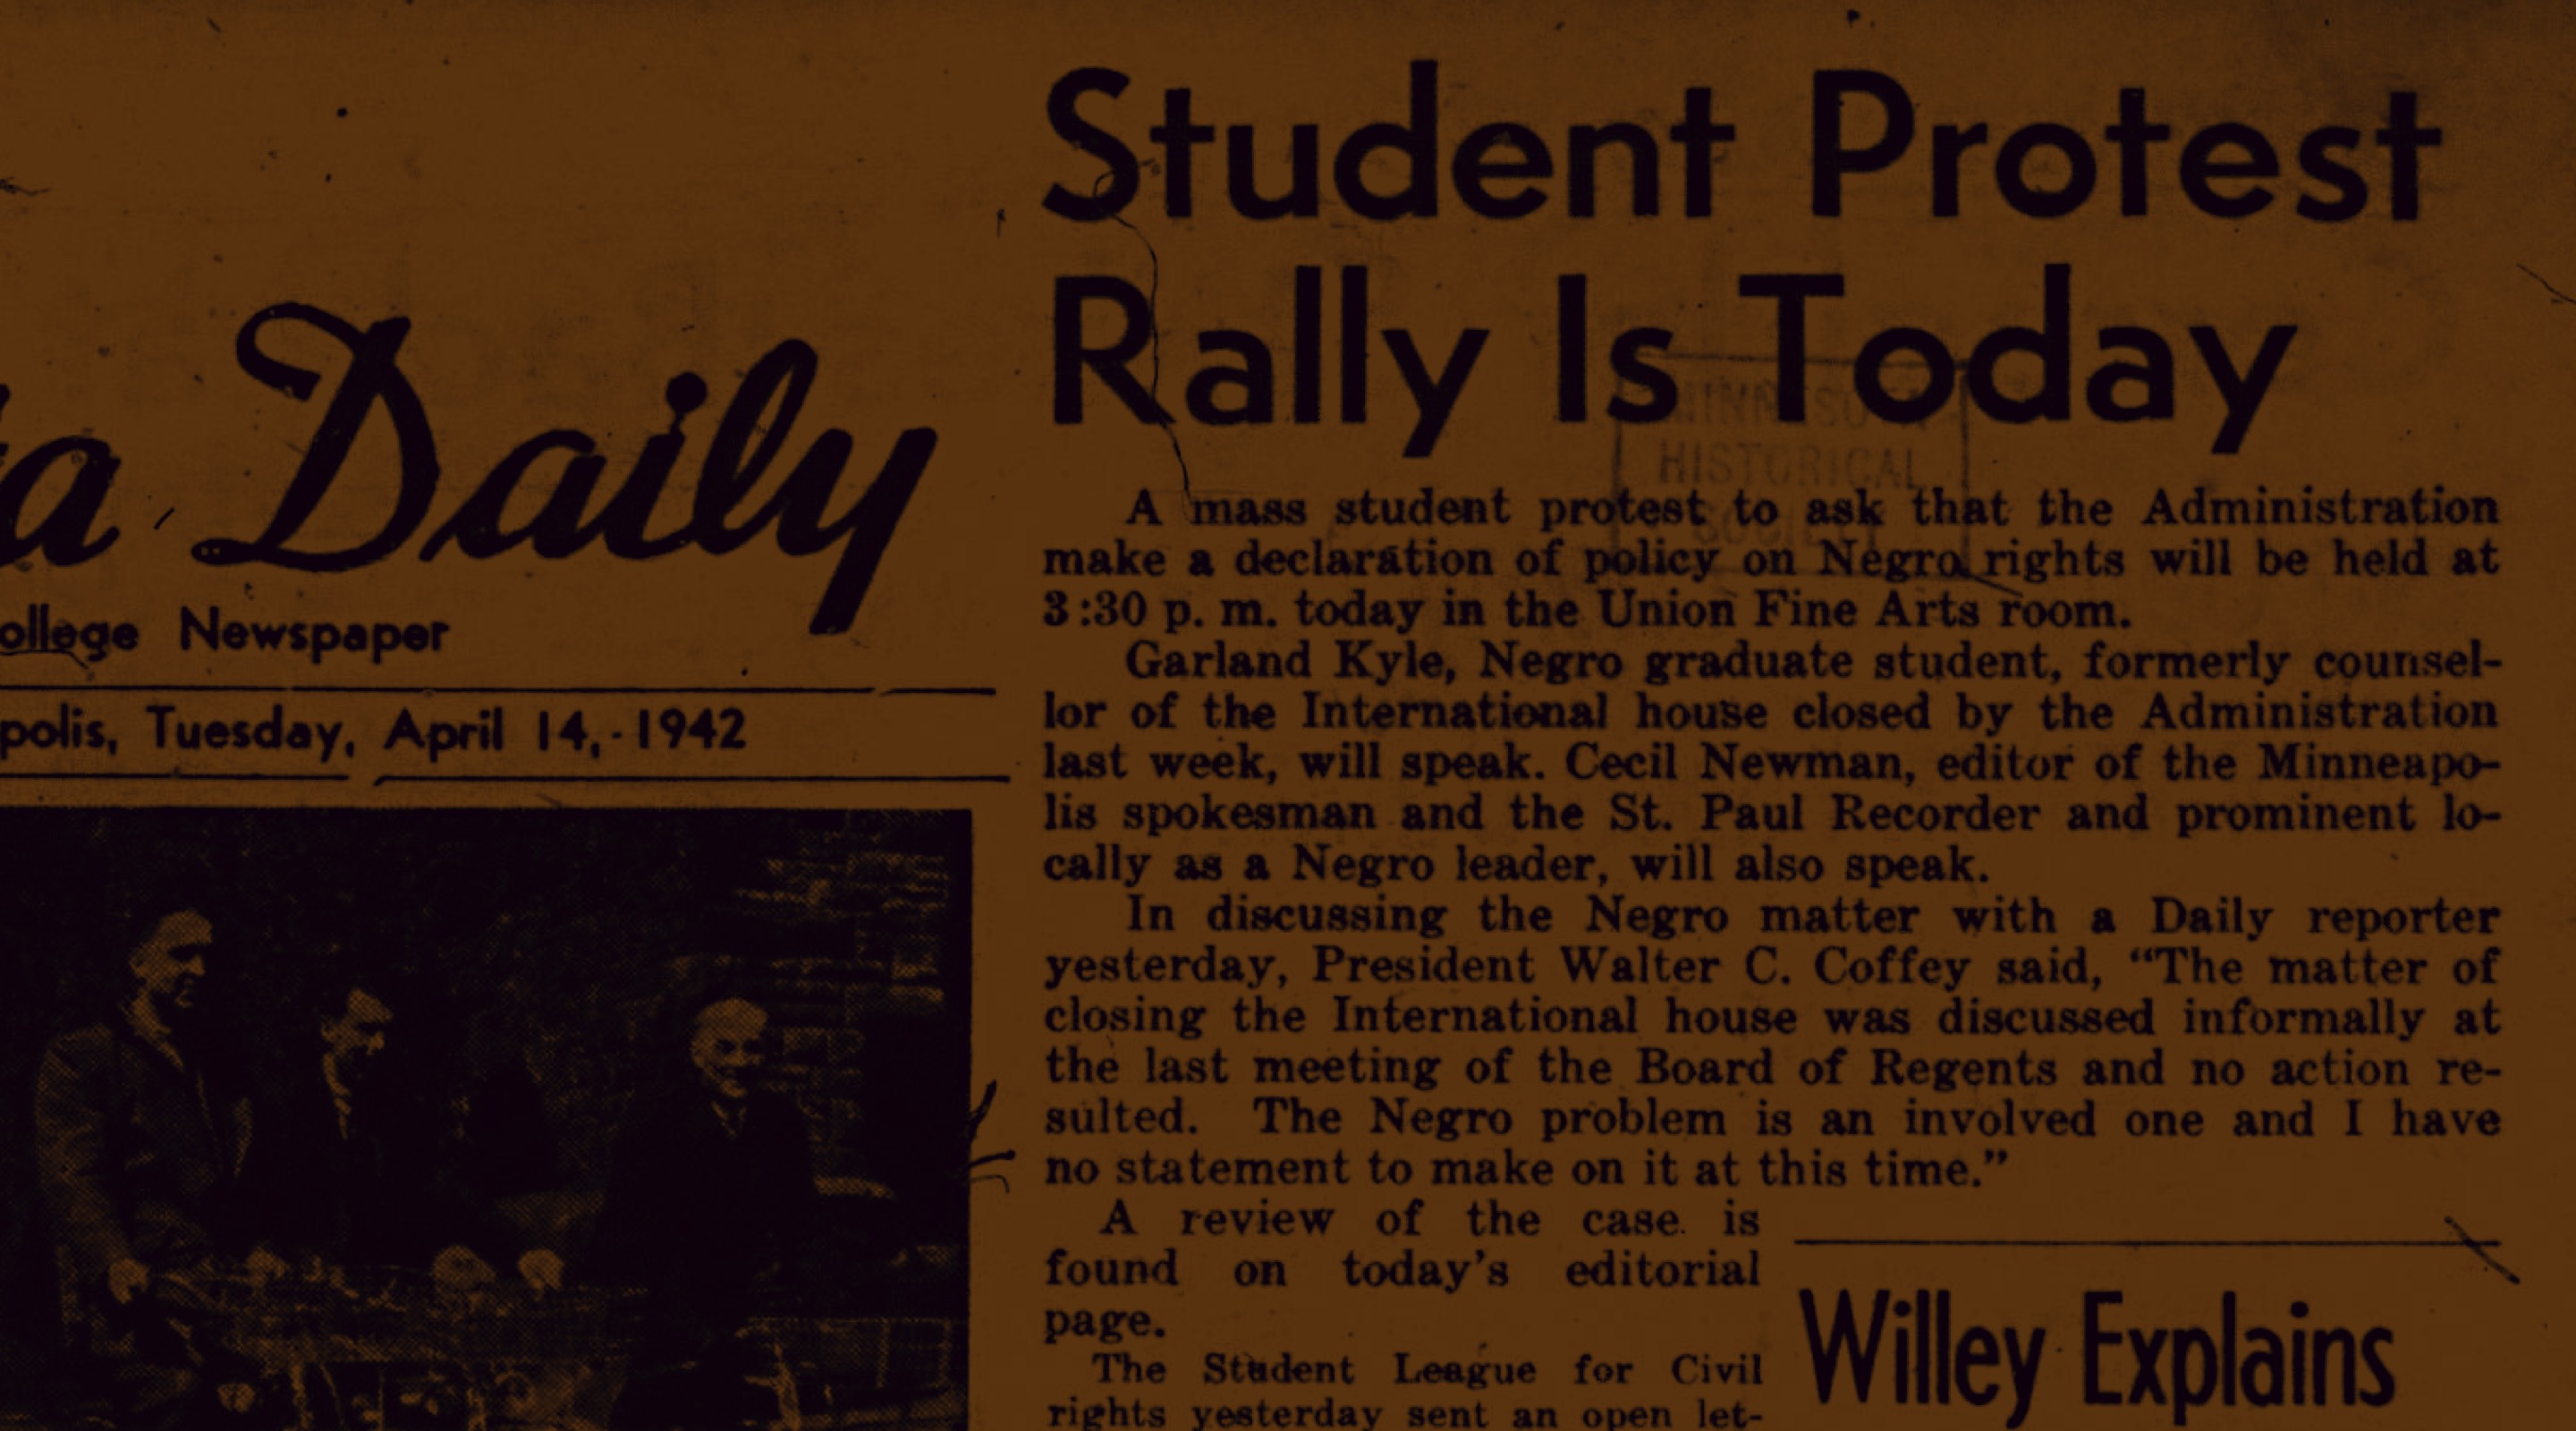 Daily
ollege Newspaper
polis, Tuesday, April 14, 1942
Student Protest
Rally Is Today
MINNESOTA
HISTORICAL
SOCIETY
A mass student protest to ask that the Administration
make a declaration of policy on Negro rights will be held at
3:30 p. m. today in the Union Fine Arts room.
Garland Kyle, Negro graduate student, formerly counsel-
lor of the International house closed by the Administration
last week, will speak. Cecil Newman, editor of the Minneapo-
lis spokesman and the St. Paul Recorder and prominent lo-
cally as a Negro leader, will also speak.
In discussing the Negro matter with a Daily reporter
yesterday, President Walter C. Coffey said, “The matter of
closing the International house was discussed informally at
the last meeting of the Board of Regents and no action re-
sulted. The Negro problem is an involved one and I have
no statement to make on it at this time.”
A review of the case is
found on today's editorial
page.
The Student League for Civil
rights yesterday sent an open let-
Willey Explains